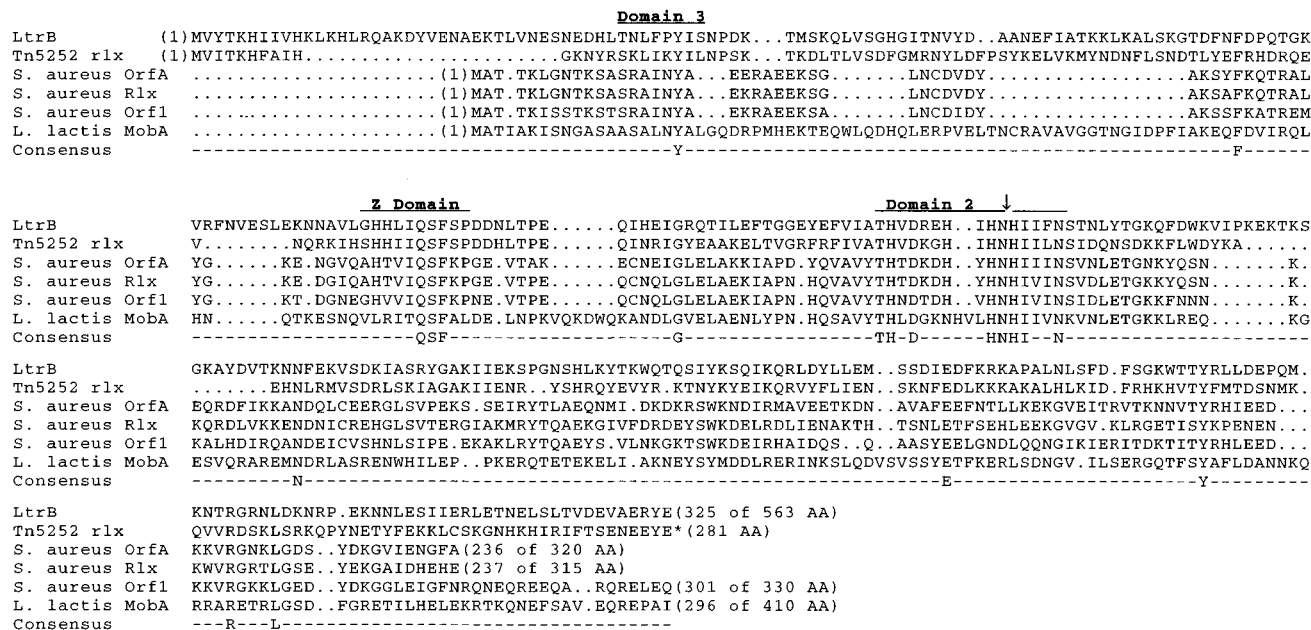 Domain 3
LtrB (1)MVYTKHIIVHKLKHLRQAKDYVENAEKTLVNESNEDHLTNLFPYISNPDK...TMSKQLVSGHGITNVYD..AANEFIATKKLKALSKGTDFNFDPQTGK
Tn5252 rlx (1)MVITKHFAIH.......................GKNYRSKLIKYILNPSK...TKDLTLVSDFGMRNYLDFPSYKELVKMYNDNFLSNDTLYEFRHDRQE
S. aureus OrfA ......................(1)MAT.TKLGNTKSASRAINYA...EERAEEKSG.......LNCDVDY..................AKSYFKQTRAL
S. aureus Rlx ......................(1)MAT.TKLGNTKSASRAINYA...EKRAEEKSG.......LNCDVDY..................AKSAFKQTRAL
S. aureus Orf1 ......................(1)MAT.TKISSTKSTSRAINYA...EKRAEEKSA.......LNCDIDY..................AKSSFKATREM
L. lactis MobA ......................(1)MATIAKISNGASAASALNYALGQDRPMHEKTEQWLQDHQLERPVELTNCRAVAVGGTNGIDPFIAKEQFDVIRQL
Consensus -------------------------------------------Y--------------------------------------------------F------
Z Domain Domain 2 ↓
LtrB VRFNVESLEKNNAVLGHHLIQSFSPDDNLTPE......QIHEIGRQTILEFTGGEYEFVIATHVDREH..IHNHIIFNSTNLYTGKQFDWKVIPKEKTKS
Tn5252 rlx V........NQRKIHSHHIIQSFSPDDHLTPE......QINRIGYEAAKELTVGRFRFIVATHVDKGH..IHNHIILNSIDQNSDKKFLWDYKA......
S. aureus OrfA YG......KE.NGVQAHTVIQSFKPGE.VTAK......ECNEIGLELAKKIAPD.YQVAVYTHTDKDH..YHNHIIINSVNLETGNKYQSN.......K.
S. aureus Rlx YG......KE.DGIQAHTVIQSFKPGE.VTPE......QCNQLGLELAEKIAPN.HQVAVYTHTDKDH..YHNHIVINSVDLETGKKYQSN.......K.
S. aureus Orf1 YG......KT.DGNEGHVVIQSFKPNE.VTPE......QCNQLGLELAEKIAPN.HQVAVYTHNDTDH..VHNHIVINSIDLETGKKFNNN.......K.
L. lactis MobA HN.......QTKESNQVLRITQSFALDE.LNPKVQKDWQKANDLGVELAENLYPN.HQSAVYTHLDGKNHVLHNHIIVNKVNLETGKKLREQ.......KG
Consensus --------------------QSF-------------------G------------------TH-D------HNHI--N----------------------
LtrB GKAYDVTKNNFEKVSDKIASRYGAKIIEKSPGNSHLKYTKWQTQSIYKSQIKQRLDYLLEM..SSDIEDFKRKAPALNLSFD.FSGKWTTYRLLDEPQM.
Tn5252 rlx .......EHNLRMVSDRLSKIAGAKIIENR..YSHRQYEVYR.KTNYKYEIKQRVYFLIEN...SKNFEDLKKKAKALHLKID.FRHKHVTYFMTDSNMK.
S. aureus OrfA EQRDFIKKANDQLCEERGLSVPEKS.SEIRYTLAEQNMI.DKDKRSWKNDIRMAVEETKDN..AVAFEEFNTLLKEKGVEITRVTKNNVTYRHIEED...
S. aureus Rlx KQRDLVKKENDNICREHGLSVTERGIAKMRYTQAEKGIVFDRDEYSWKDELRDLIENAKTH..TSNLETFSEHLEEKGVGV.KLRGETISYKPENEN...
S. aureus Orf1 KALHDIRQANDEICVSHNLSIPE.EKAKLRYTQAEYS.VLNKGKTSWKDEIRHAIDQS..Q..AASYEELGNDLQQNGIKIERITDKTITYRHLEED...
L. lactis MobA ESVQRAREMNDRLASRENWHILEP..PKERQTETEKELI.AKNEYSYMDDLRERINKSLQDVSVSSYETFKERLSDNGV.ILSERGQTFSYAFLDANNKQ
Consensus ---------N---------------------------------------------------------E-----------------------Y---------
LtrB KNTRGRNLDKNRP.EKNNLESIIERLETNELSLTVDEVAERYE(325 of 563 AA)
Tn5252 rlx QVVRDSKLSRKQPYNETYFEKKLCSKGNHKHIRIFTSENEEYE*(281 AA)
S. aureus OrfA KKVRGNKLGDS..YDKGVIENGFA(236 of 320 AA)
S. aureus Rlx KWVRGRTLGSE..YEKGAIDHEHE(237 of 315 AA)
S. aureus Orf1 KKVRGKKLGED..YDKGGLEIGFNRQNEQREEQA..RQRELEQ(301 of 330 AA)
L. lactis MobA RRARETRLGSD..FGRETILHELEKRTKQNEFSAV.EQREPAI(296 of 410 AA)
Consensus ---R---L-----------------------------------